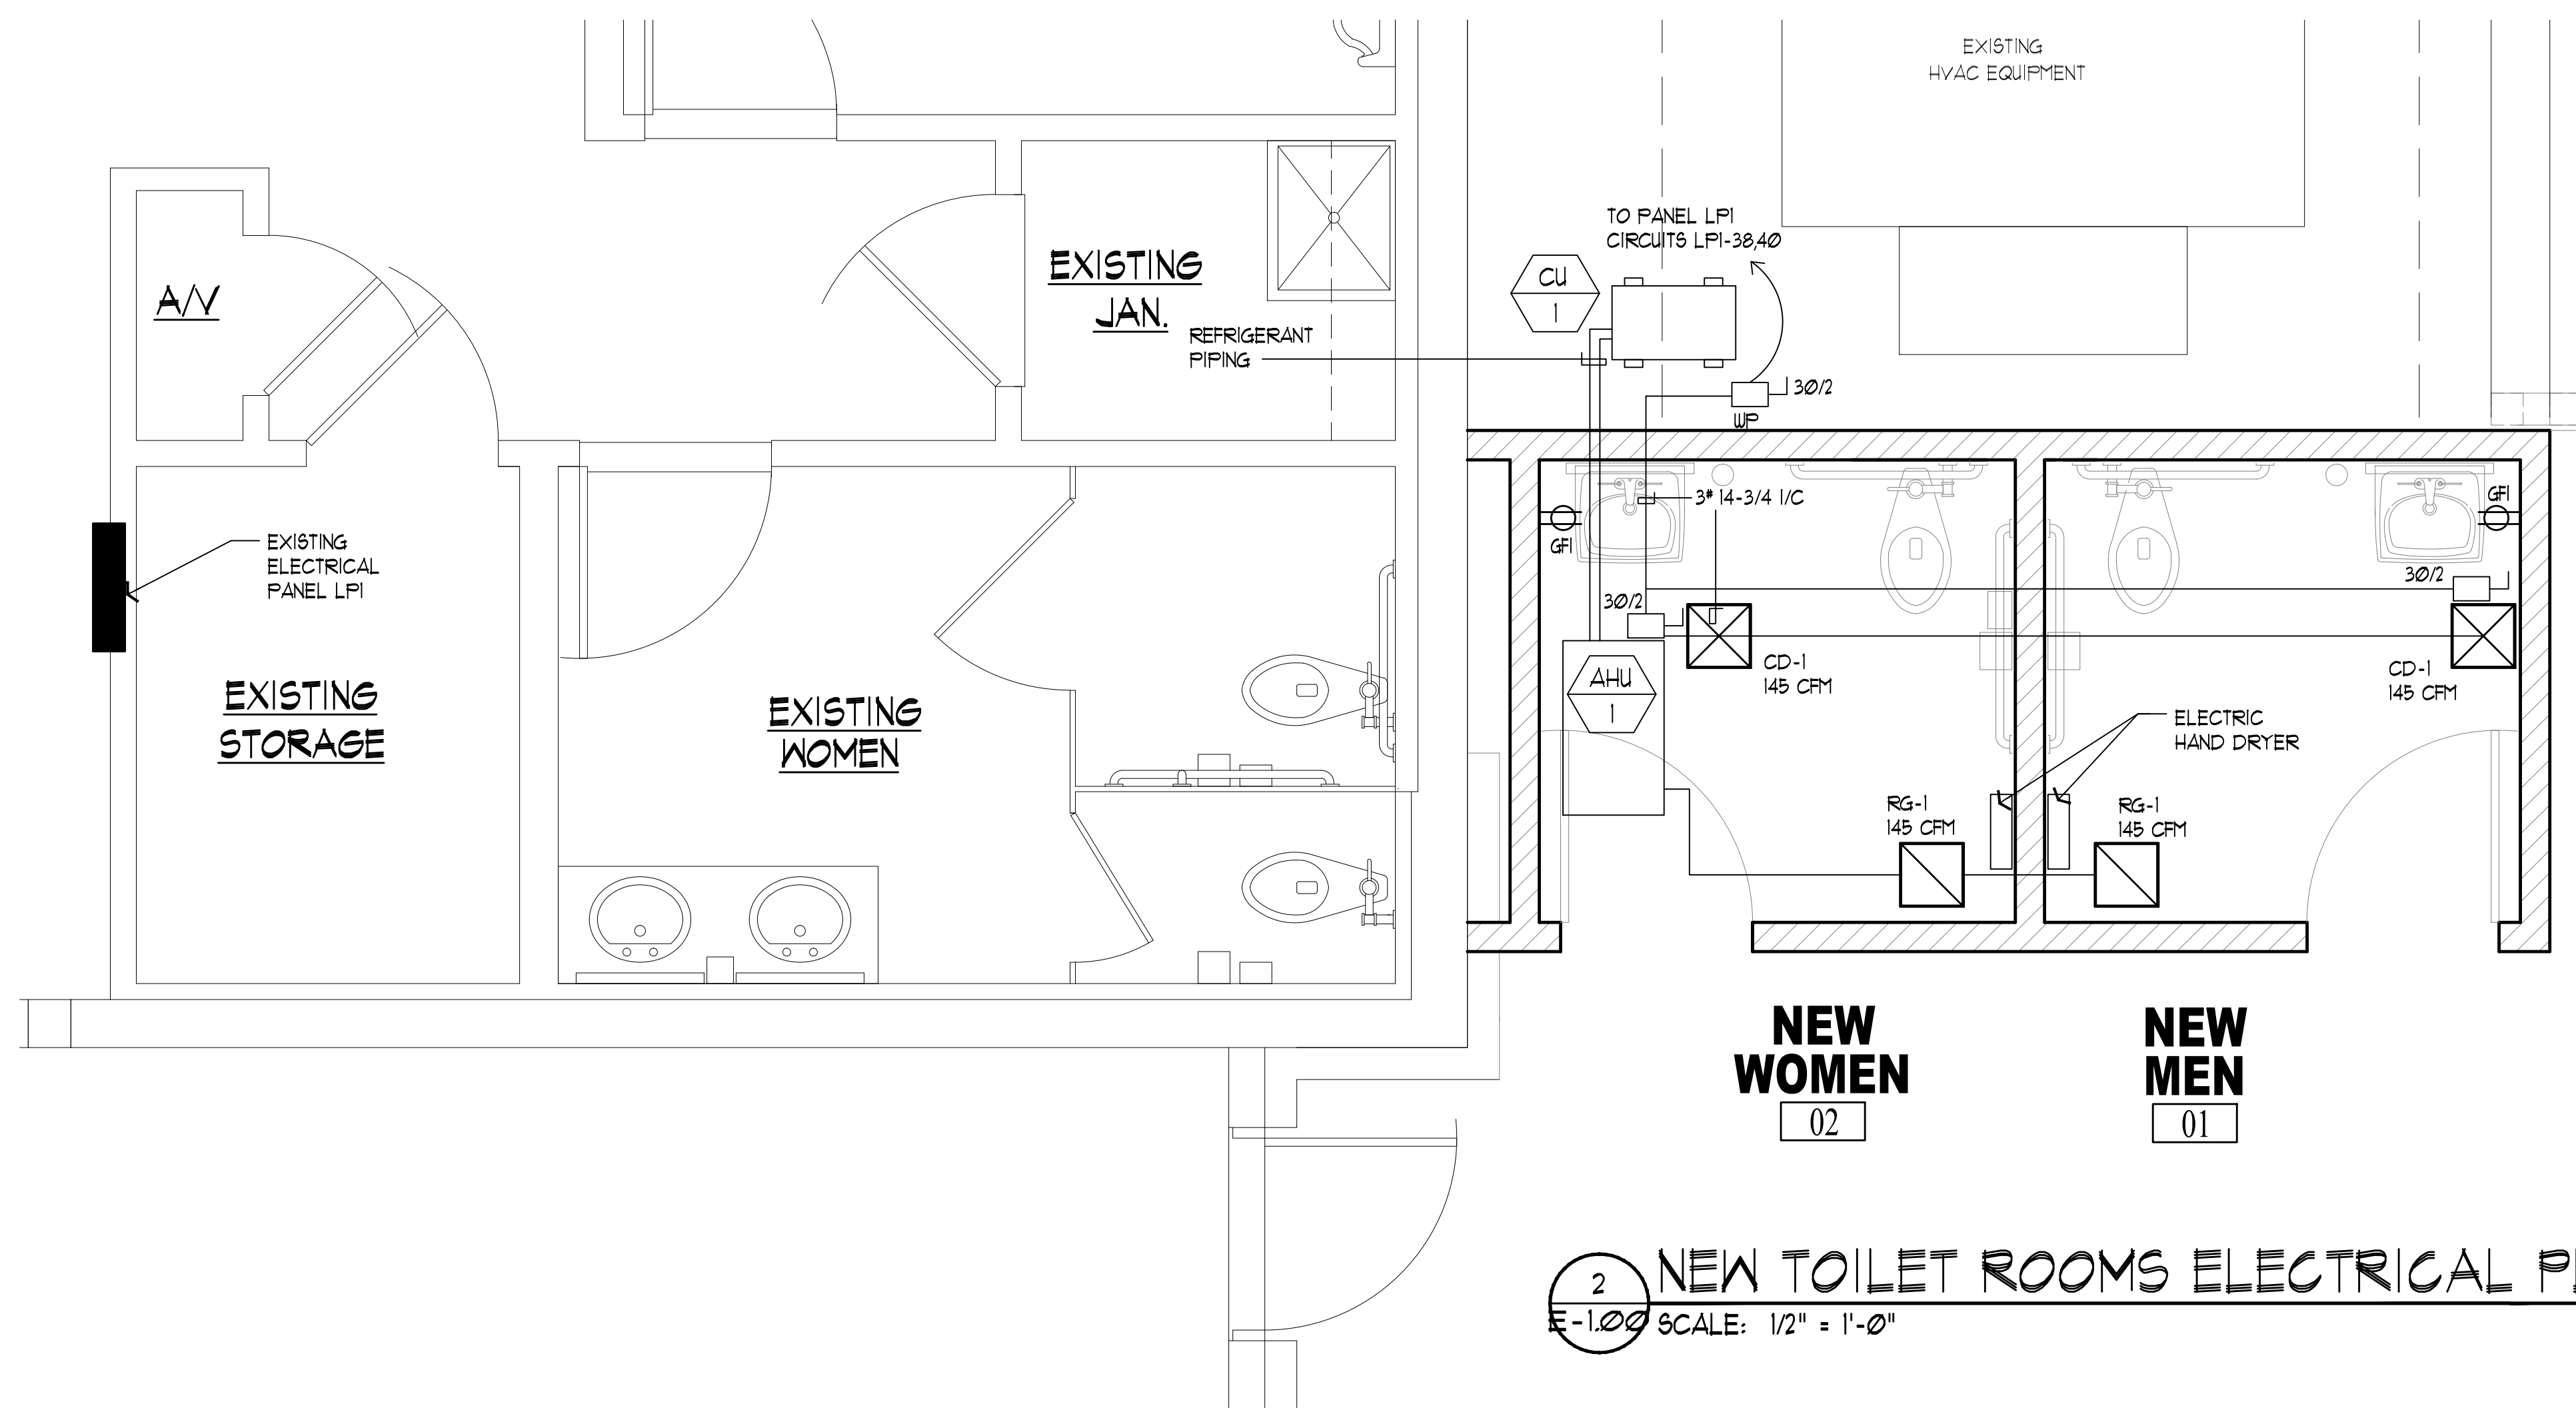 EXISTING
HVAC EQUIPMENT
TO PANEL LP1
CIRCUITS LP1-38,40
CU
1
A/V
EXISTING
JAN.
REFRIGERANT
PIPING
30/2
WP
EXISTING
ELECTRICAL
PANEL LP1
3# 14-3/4 1/C
GFI
GFI
30/2
30/2
CD-1
145 CFM
CD-1
145 CFM
AHU
1
EXISTING
STORAGE
EXISTING
WOMEN
ELECTRIC
HAND DRYER
RG-1
145 CFM
RG-1
145 CFM
NEW
WOMEN
02
NEW
MEN
01
2
E-1.00
NEW TOILET ROOMS ELECTRICAL
SCALE: 1/2" = 1'-0"